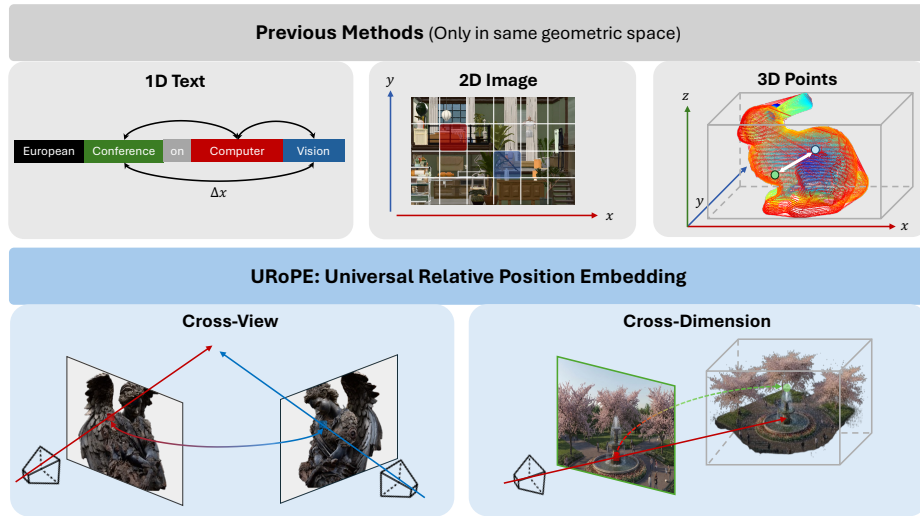 Previous Methods (Only in same geometric space)
1D Text
European Conference on Computer Vision
Δx
2D Image
y
x
3D Points
z
y
x
URoPE: Universal Relative Position Embedding
Cross-View
Cross-Dimension